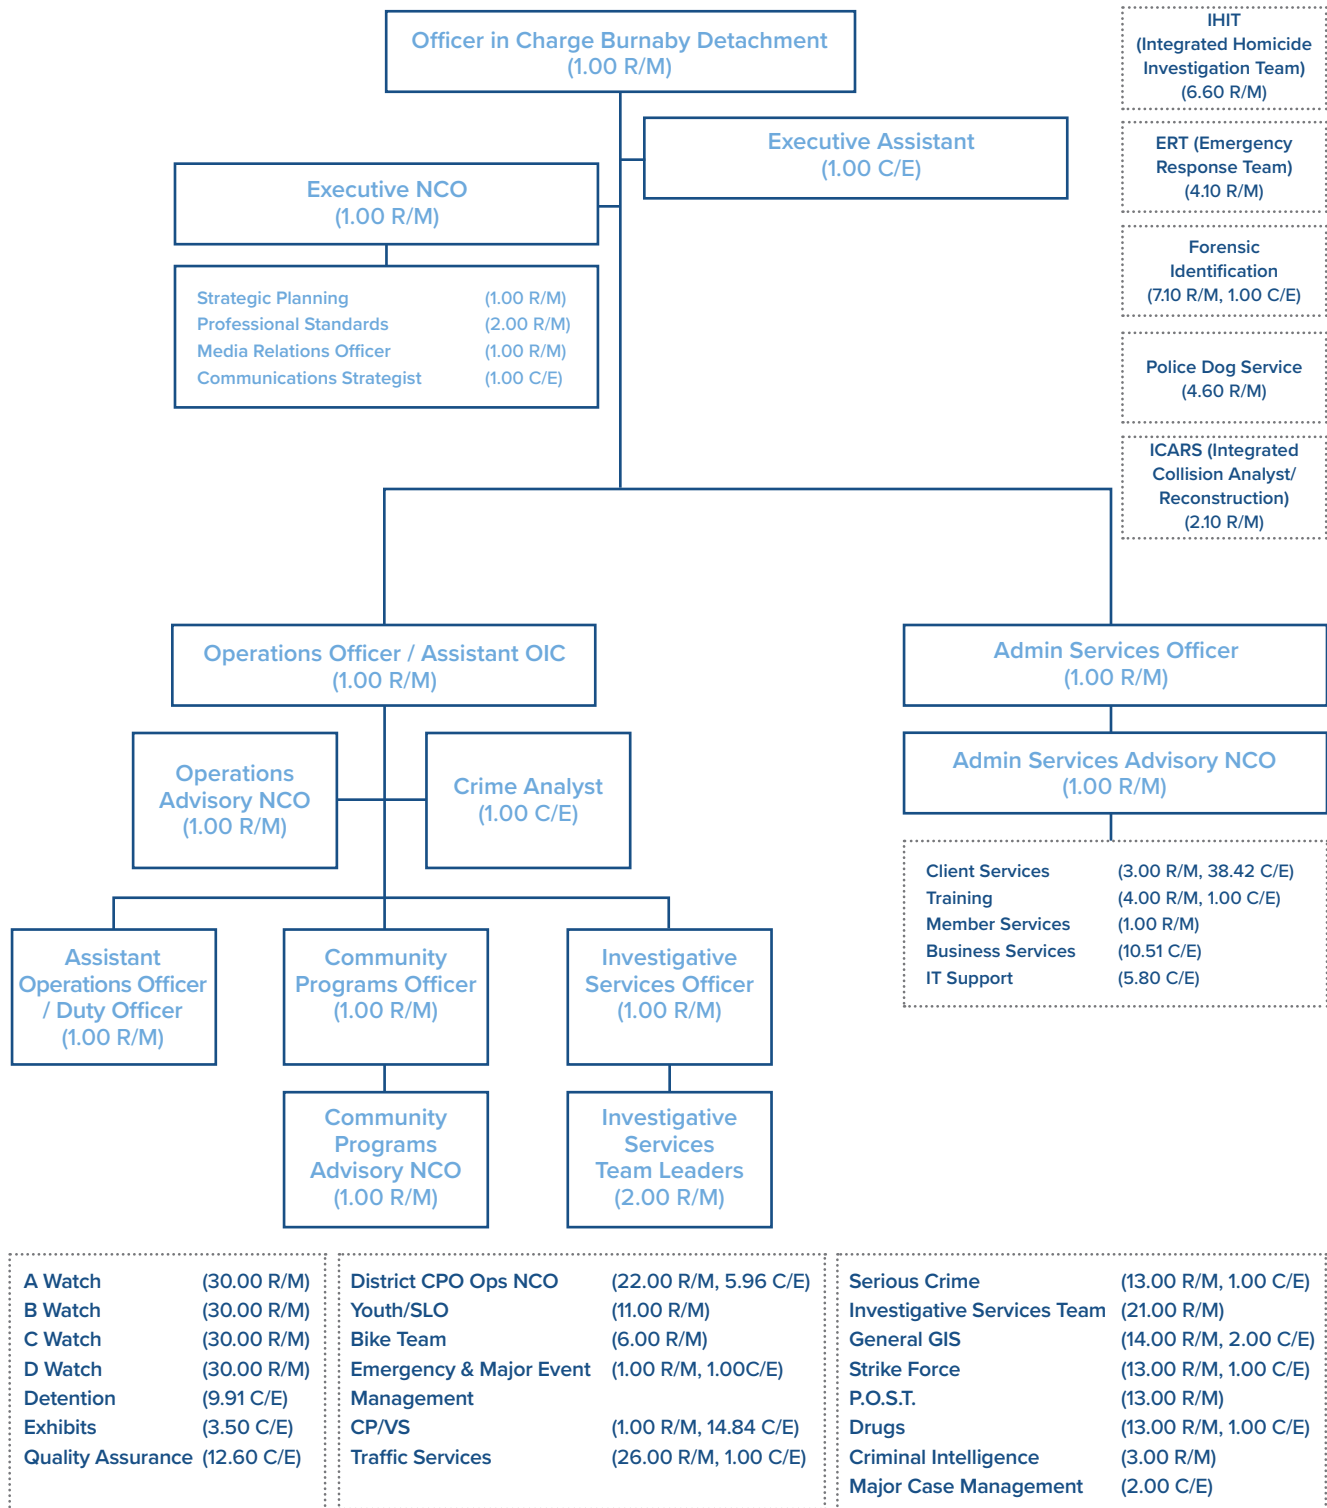 Officer in Charge Burnaby Detachment
(1.00 R/M)
Executive Assistant
(1.00 C/E)
Executive NCO
(1.00 R/M)
Strategic Planning (1.00 R/M)
Professional Standards (2.00 R/M)
Media Relations Officer (1.00 R/M)
Communications Strategist (1.00 C/E)
IHIT
(Integrated Homicide
Investigation Team)
(6.60 R/M)
ERT (Emergency
Response Team)
(4.10 R/M)
Forensic
Identification
(7.10 R/M, 1.00 C/E)
Police Dog Service
(4.60 R/M)
ICARS (Integrated
Collision Analyst/
Reconstruction)
(2.10 R/M)
Operations Officer / Assistant OIC
(1.00 R/M)
Operations
Advisory NCO
(1.00 R/M)
Crime Analyst
(1.00 C/E)
Admin Services Officer
(1.00 R/M)
Admin Services Advisory NCO
(1.00 R/M)
Client Services (3.00 R/M, 38.42 C/E)
Training (4.00 R/M, 1.00 C/E)
Member Services (1.00 R/M)
Business Services (10.51 C/E)
IT Support (5.80 C/E)
Assistant
Operations Officer
/ Duty Officer
(1.00 R/M)
Community
Programs Officer
(1.00 R/M)
Investigative
Services Officer
(1.00 R/M)
Community
Programs
Advisory NCO
(1.00 R/M)
Investigative
Services
Team Leaders
(2.00 R/M)
A Watch (30.00 R/M)
B Watch (30.00 R/M)
C Watch (30.00 R/M)
D Watch (30.00 R/M)
Detention (9.91 C/E)
Exhibits (3.50 C/E)
Quality Assurance (12.60 C/E)
District CPO Ops NCO (22.00 R/M, 5.96 C/E)
Youth/SLO (11.00 R/M)
Bike Team (6.00 R/M)
Emergency & Major Event (1.00 R/M, 1.00C/E)
Management
CP/VS (1.00 R/M, 14.84 C/E)
Traffic Services (26.00 R/M, 1.00 C/E)
Serious Crime (13.00 R/M, 1.00 C/E)
Investigative Services Team (21.00 R/M)
General GIS (14.00 R/M, 2.00 C/E)
Strike Force (13.00 R/M, 1.00 C/E)
P.O.S.T. (13.00 R/M)
Drugs (13.00 R/M, 1.00 C/E)
Criminal Intelligence (3.00 R/M)
Major Case Management (2.00 C/E)